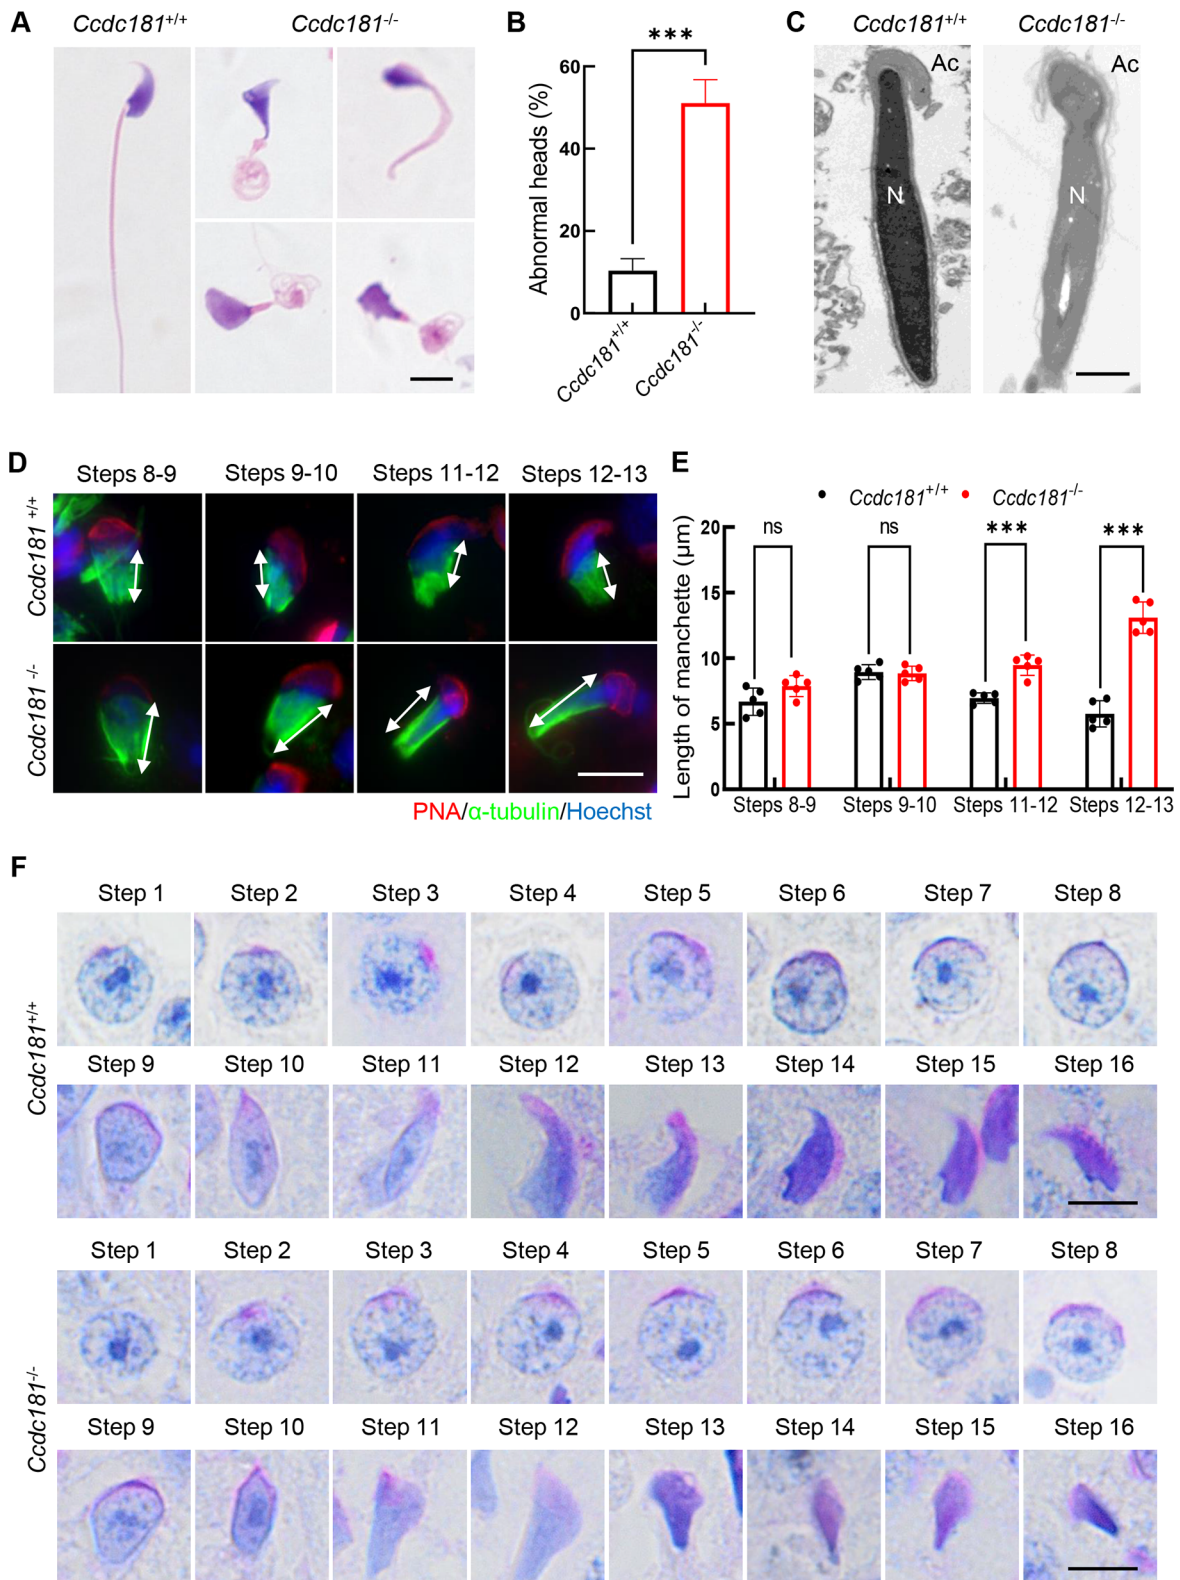 A
Ccdc181+/+
Ccdc181-/-
B
***
Abnormal heads (%)
60
40
20
0
Ccdc181+/+
Ccdc181-/-
C
Ccdc181+/+
Ccdc181-/-
Ac
N
Ac
N
D
Steps 8-9
Steps 9-10
Steps 11-12
Steps 12-13
Ccdc181 +/+
Ccdc181 -/-
PNA/α-tubulin/Hoechst
E
Ccdc181+/+
Ccdc181-/-
Length of manchette (μm)
20
15
10
5
0
ns
ns
***
***
Steps 8-9
Steps 9-10
Steps 11-12
Steps 12-13
F
Ccdc181+/+
Step 1
Step 2
Step 3
Step 4
Step 5
Step 6
Step 7
Step 8
Step 9
Step 10
Step 11
Step 12
Step 13
Step 14
Step 15
Step 16
Ccdc181-/-
Step 1
Step 2
Step 3
Step 4
Step 5
Step 6
Step 7
Step 8
Step 9
Step 10
Step 11
Step 12
Step 13
Step 14
Step 15
Step 16